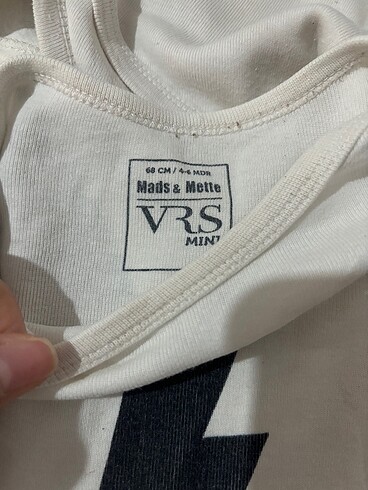 68 CM / 4-6 MDR
Mads & Mette
VRS
MINI